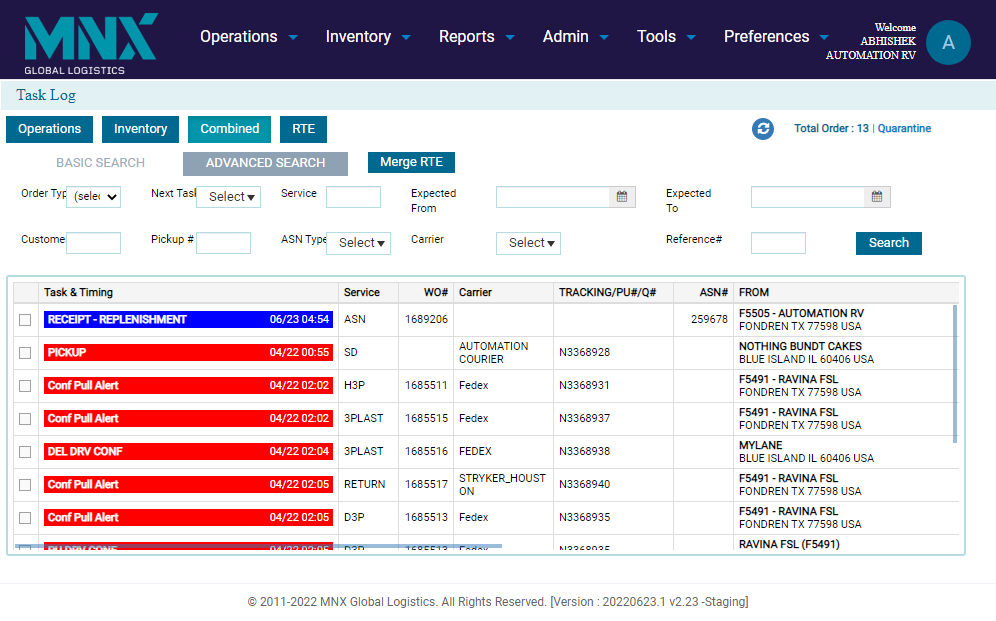 MNX
GLOBAL LOGISTICS
Operations Inventory Reports Admin Tools Preferences
Welcome
ABHISHEK
AUTOMATION RV
A
Task Log
Operations Inventory Combined RTE
Total Order : 13 | Quarantine
BASIC SEARCH ADVANCED SEARCH Merge RTE
Order Typ (selec Next Tasl Select Service Expected From Expected To
Custome Pickup # ASN Type Select Carrier Select Reference# Search
Task & Timing Service WO# Carrier TRACKING/PU#/Q# ASN# FROM
RECEIPT - REPLENISHMENT 06/23 04:54 ASN 1689206 259678 F5505 - AUTOMATION RV
FONDREN TX 77598 USA
PICKUP 04/22 00:55 SD AUTOMATION COURIER N3368928 NOTHING BUNDT CAKES
BLUE ISLAND IL 60406 USA
Conf Pull Alert 04/22 02:02 H3P 1685511 Fedex N3368931 F5491 - RAVINA FSL
FONDREN TX 77598 USA
Conf Pull Alert 04/22 02:02 3PLAST 1685515 Fedex N3368937 F5491 - RAVINA FSL
FONDREN TX 77598 USA
DEL DRV CONF 04/22 02:04 3PLAST 1685516 FEDEX N3368938 MYLANE
BLUE ISLAND IL 60406 USA
Conf Pull Alert 04/22 02:05 RETURN 1685517 STRYKER_HOUSTON N3368940 F5491 - RAVINA FSL
FONDREN TX 77598 USA
Conf Pull Alert 04/22 02:05 D3P 1685513 Fedex N3368935 F5491 - RAVINA FSL
FONDREN TX 77598 USA
PU DRV CONF 04/22 02:05 D3P 1685513 Fedex N3368935 RAVINA FSL (F5491)
© 2011-2022 MNX Global Logistics. All Rights Reserved. [Version : 20220623.1 v2.23 -Staging]